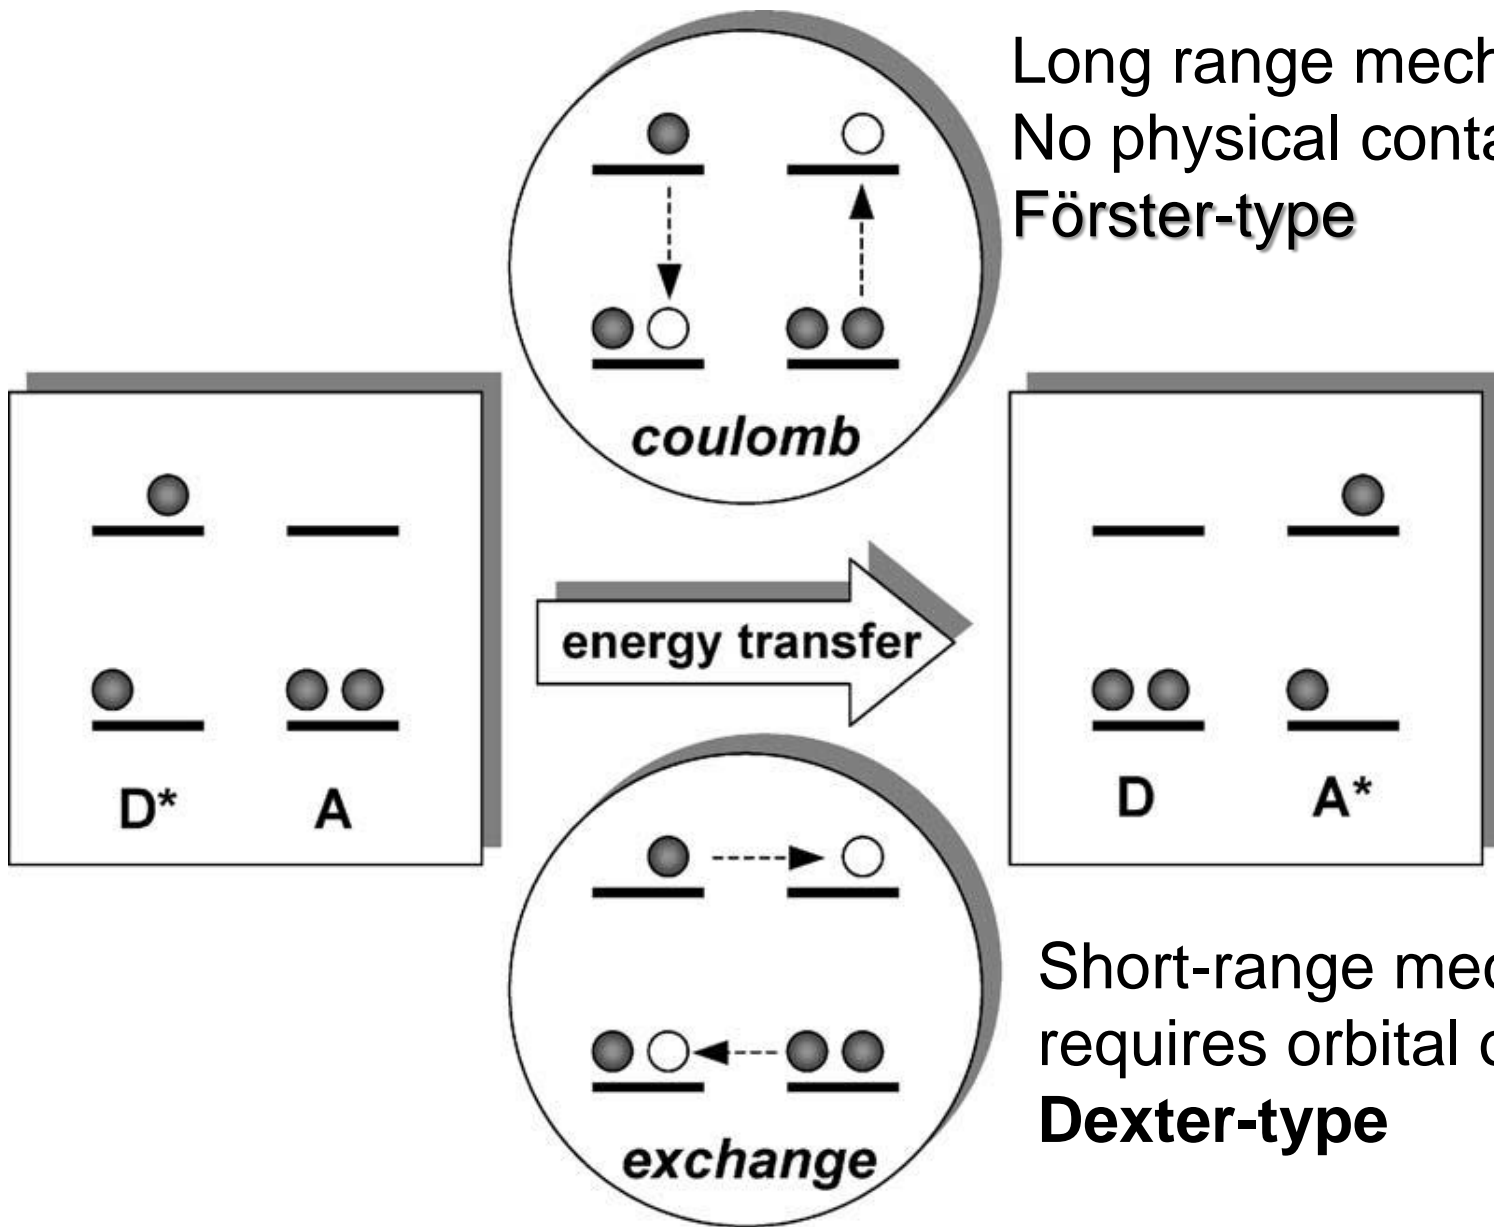 Long range mech
No physical conta
Förster-type
coulomb
energy transfer
D* A
D A*
Short-range mec
requires orbital
Dexter-type
exchange